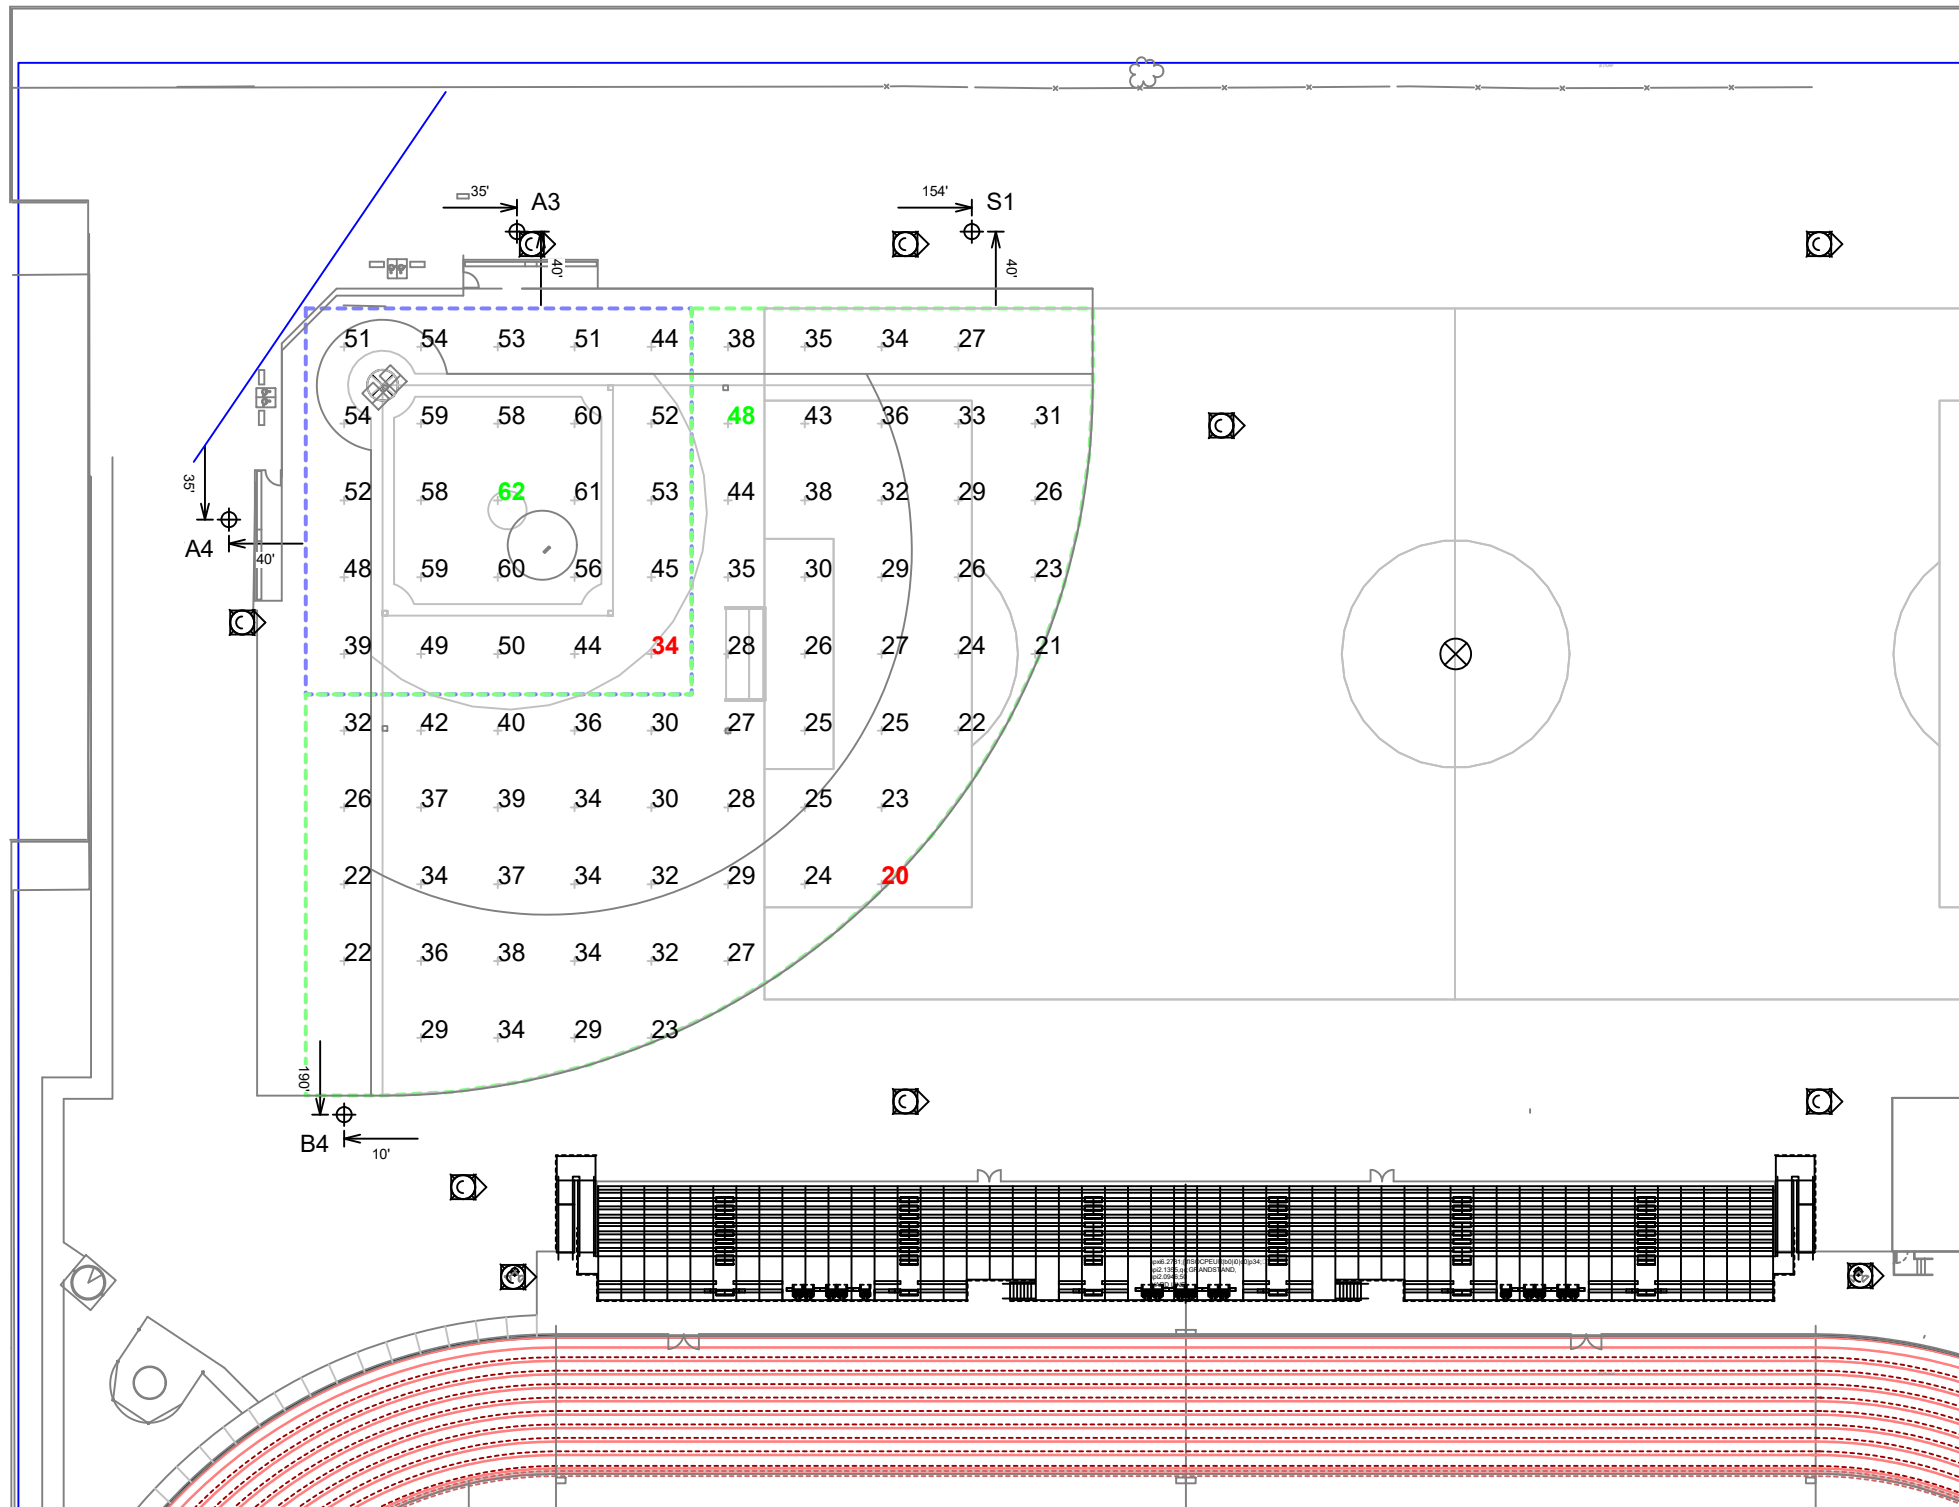 35' A3 154' S1
40' 40'
51 54 53 51 44 38 35 34 27
54 59 58 60 52 48 43 36 33 31
35'
52 58 62 61 53 44 38 32 29 26
A4 40'
48 59 60 56 45 35 30 29 26 23
39 49 50 44 34 28 26 27 24 21
32 42 40 36 30 27 25 25 22
26 37 39 34 30 28 25 23
22 34 37 34 32 29 24 20
22 36 38 34 32 27
29 34 29 23
190'
B4 10'
GRANDSTAND,